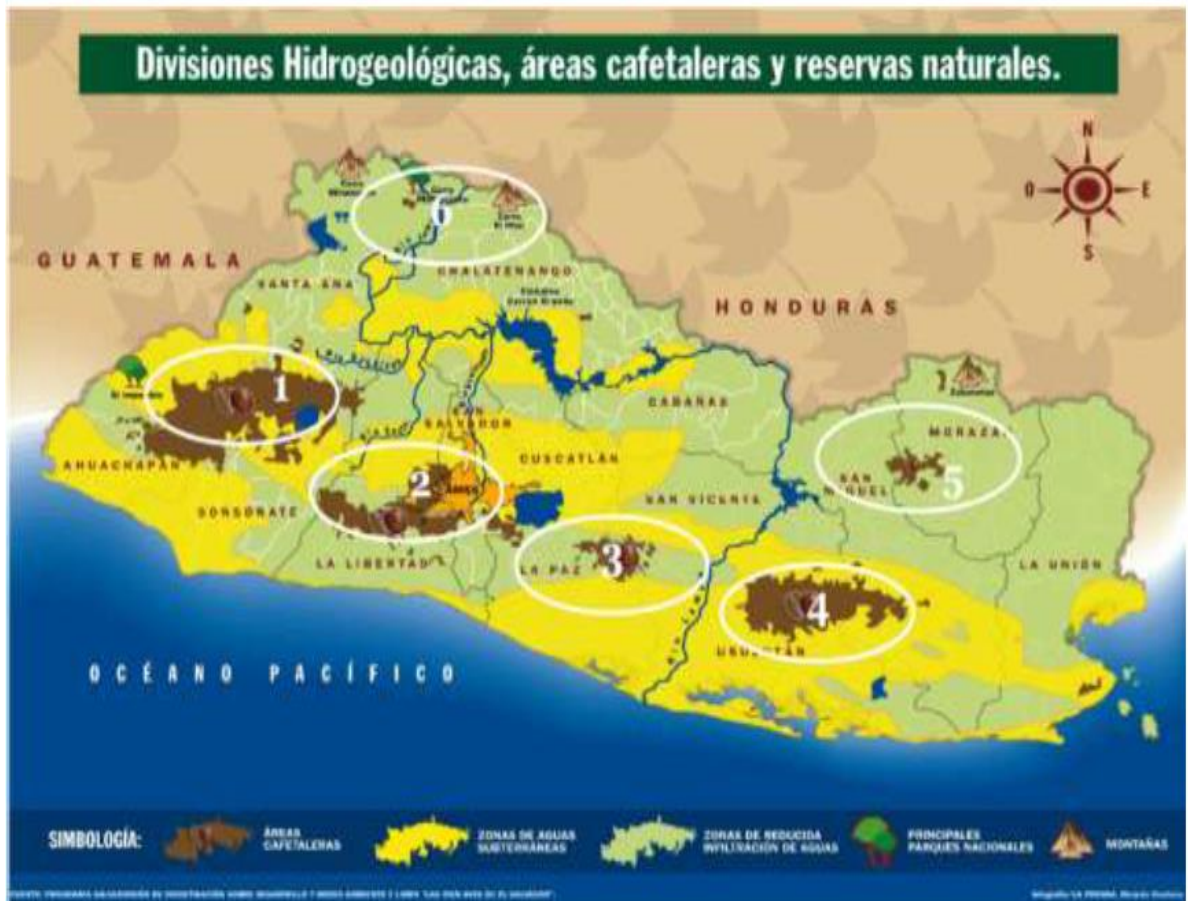 Divisiones Hidrogeológicas, áreas cafetaleras y reservas naturales.
N
O
E
S
GUATEMALA
6
CHALATENANGO
SANTA ANA
HONDURAS
1
CABAÑAS
SALVADOR
MORAZA
AHUACHAPÁN
2
CUSCATLÁN
SAN MIGUEL
5
SONSONATE
SAN VICENTE
LA LIBERTAD
LA PAZ
3
LA UNIÓN
4
USULUTÁN
OCÉANO PACÍFICO
SIMBOLOGÍA:
ÁREAS
CAFETALERAS
ZONAS DE AGUAS
SUBTERRÁNEAS
ZONAS DE REDUCIDA
INFILTRACIÓN DE AGUAS
PRINCIPALES
PARQUES NACIONALES
MONTAÑAS